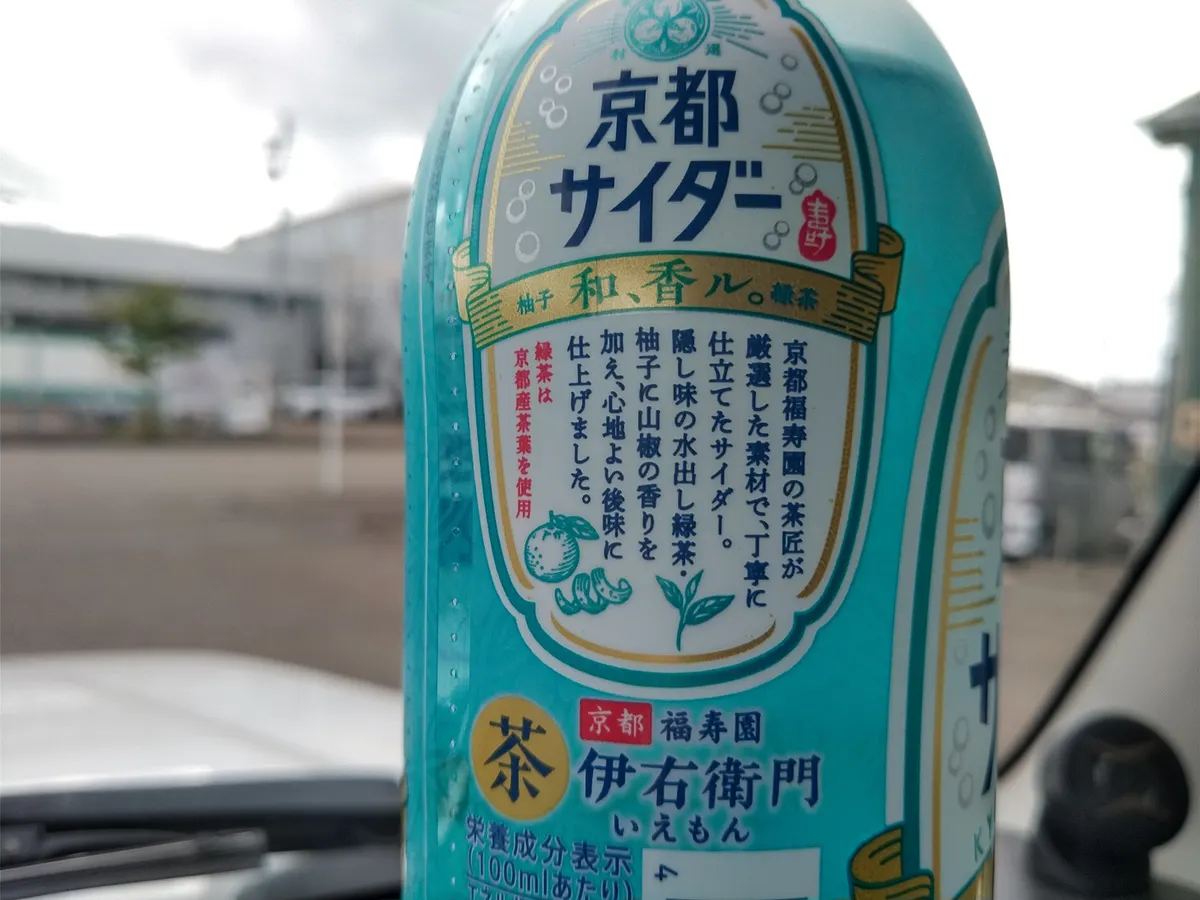 村
選
京都
サイダー
柚子
和、香ル。
緑茶
京都福寿園の茶匠が
厳選した素材で、丁寧に
仕立てたサイダー。
隠し味の水出し緑茶・
柚子に山椒の香りを
加え、心地よい後味に
仕上げました。
緑茶は
京都産茶葉を使用
茶
京都
福寿園
伊右衛門
いえもん
栄養成分表示
(100mlあたり)
4